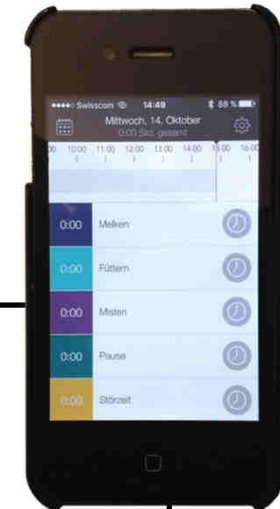 Swisscom 14:49 88 %
Mittwoch, 14. Oktober
0:00 Std. gesamt
00 10:00 11:00 12:00 13:00 14:00 15:00 16:00
0:00 Melken
0:00 Füttern
0:00 Misten
0:00 Pause
0:00 Störzeit